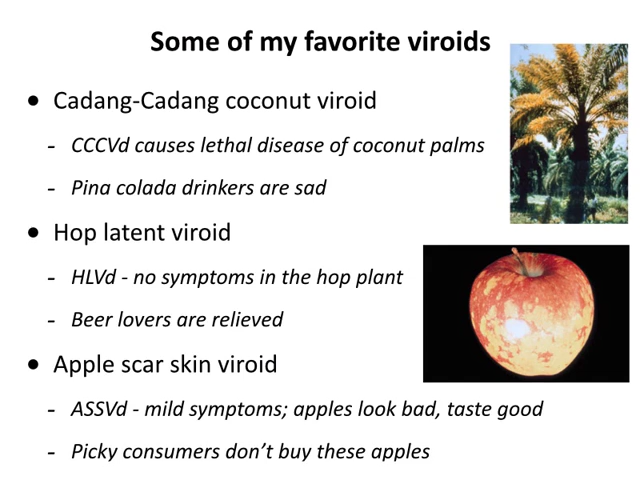 Some of my favorite viroids
• Cadang-Cadang coconut viroid
- CCCVd causes lethal disease of coconut palms
- Pina colada drinkers are sad
• Hop latent viroid
- HLVd - no symptoms in the hop plant
- Beer lovers are relieved
• Apple scar skin viroid
- ASSVd - mild symptoms; apples look bad, taste good
- Picky consumers don’t buy these apples